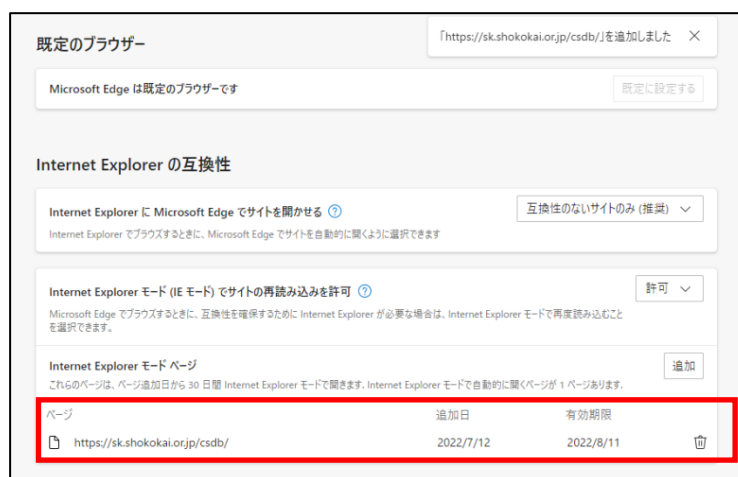 既定のブラウザー
「https://sk.shokokai.or.jp/csdb/」を追加しました
Microsoft Edge は既定のブラウザーです
既定に設定する
Internet Explorer の互換性
Internet Explorer に Microsoft Edge でサイトを開かせる
互換性のないサイトのみ (推奨)
Internet Explorer でブラウズするときに、Microsoft Edge でサイトを自動的に開くように選択できます
Internet Explorer モード (IE モード) でサイトの再読み込みを許可
許可
Microsoft Edge でブラウズするときに、互換性を確保するために Internet Explorer が必要な場合は、Internet Explorer モードで再度読み込むこと
を選択できます。
Internet Explorer モード ページ
追加
これらのページは、ページ追加日から 30 日間 Internet Explorer モードで開きます. Internet Explorer モードで自動的に開くページが 1 ページあります.
ページ 追加日 有効期限
https://sk.shokokai.or.jp/csdb/ 2022/7/12 2022/8/11